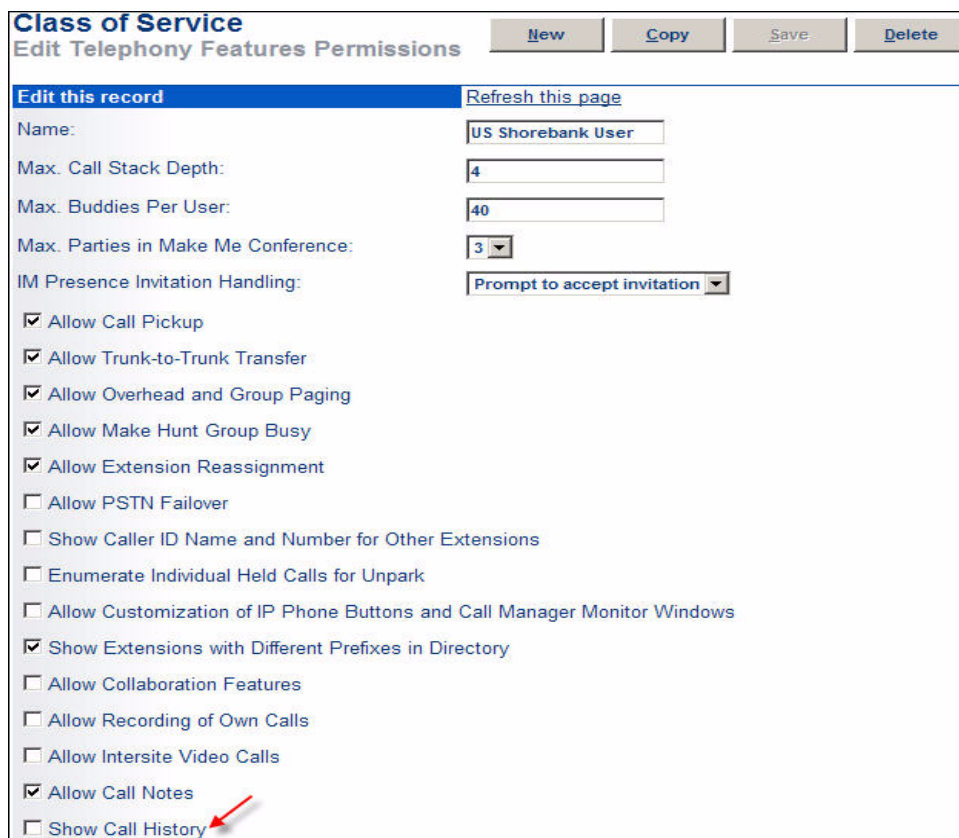 Class of Service
Edit Telephony Features Permissions
New Copy Save Delete
Edit this record Refresh this page
Name: US Shorebank User
Max. Call Stack Depth: 4
Max. Buddies Per User: 40
Max. Parties in Make Me Conference: 3
IM Presence Invitation Handling: Prompt to accept invitation
Allow Call Pickup
Allow Trunk-to-Trunk Transfer
Allow Overhead and Group Paging
Allow Make Hunt Group Busy
Allow Extension Reassignment
Allow PSTN Failover
Show Caller ID Name and Number for Other Extensions
Enumerate Individual Held Calls for Unpark
Allow Customization of IP Phone Buttons and Call Manager Monitor Windows
Show Extensions with Different Prefixes in Directory
Allow Collaboration Features
Allow Recording of Own Calls
Allow Intersite Video Calls
Allow Call Notes
Show Call History